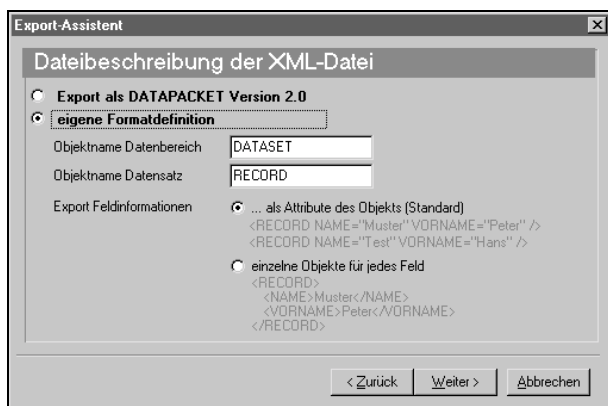 Export-Assistent
Dateibeschreibung der XML-Datei
Export als DATAPACKET Version 2.0
eigene Formatdefinition
Objektname Datenbereich DATASET
Objektname Datensatz RECORD
Export Feldinformationen ... als Attribute des Objekts (Standard)
<RECORD NAME="Muster" VORNAME="Peter" />
<RECORD NAME="Test" VORNAME="Hans" />
einzelne Objekte für jedes Feld
<RECORD>
<NAME>Muster</NAME>
<VORNAME>Peter</VORNAME>
</RECORD>
< Zurück Weiter > Abbrechen